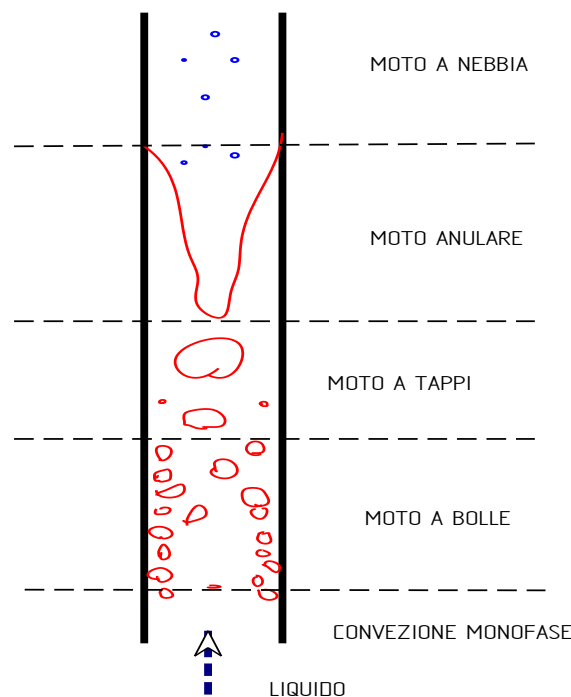 MOTO A NEBBIA
MOTO ANULARE
MOTO A TAPPI
MOTO A BOLLE
CONVEZIONE MONOFASE
LIQUIDO